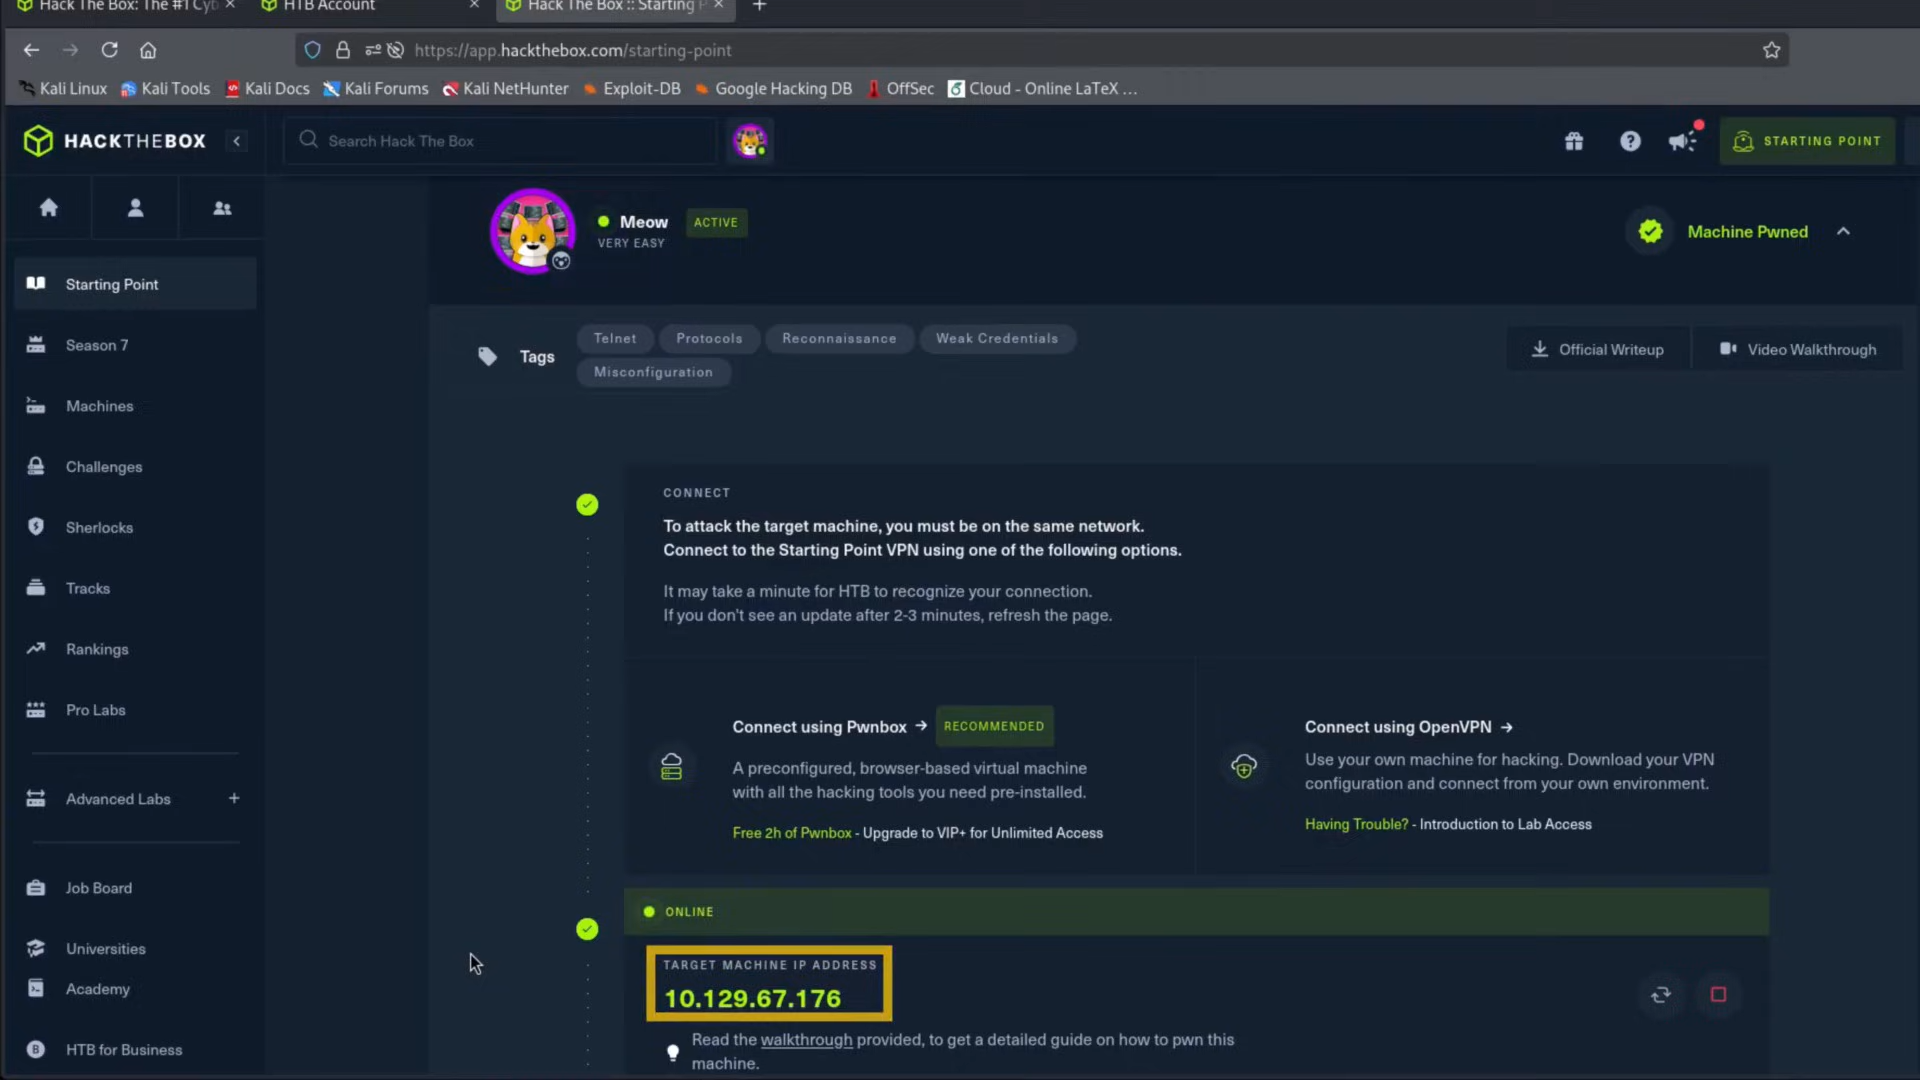 Hack The Box: The #1 Cyb
HTB Account
Hack The Box :: Starting P
https://app.hackthebox.com/starting-point
Kali Linux
Kali Tools
Kali Docs
Kali Forums
Kali NetHunter
Exploit-DB
Google Hacking DB
OffSec
Cloud - Online LaTeX ...
HACKTHEBOX
Search Hack The Box
STARTING POINT
Meow
ACTIVE
VERY EASY
Machine Pwned
Starting Point
Season 7
Machines
Challenges
Sherlocks
Tracks
Rankings
Pro Labs
Advanced Labs
Job Board
Universities
Academy
HTB for Business
Tags
Telnet
Protocols
Reconnaissance
Weak Credentials
Misconfiguration
Official Writeup
Video Walkthrough
CONNECT
To attack the target machine, you must be on the same network.
Connect to the Starting Point VPN using one of the following options.
It may take a minute for HTB to recognize your connection.
If you don't see an update after 2-3 minutes, refresh the page.
Connect using Pwnbox →
RECOMMENDED
A preconfigured, browser-based virtual machine
with all the hacking tools you need pre-installed.
Free 2h of Pwnbox - Upgrade to VIP+ for Unlimited Access
Connect using OpenVPN →
Use your own machine for hacking. Download your VPN
configuration and connect from your own environment.
Having Trouble? - Introduction to Lab Access
ONLINE
TARGET MACHINE IP ADDRESS
10.129.67.176
Read the walkthrough provided, to get a detailed guide on how to pwn this
machine.